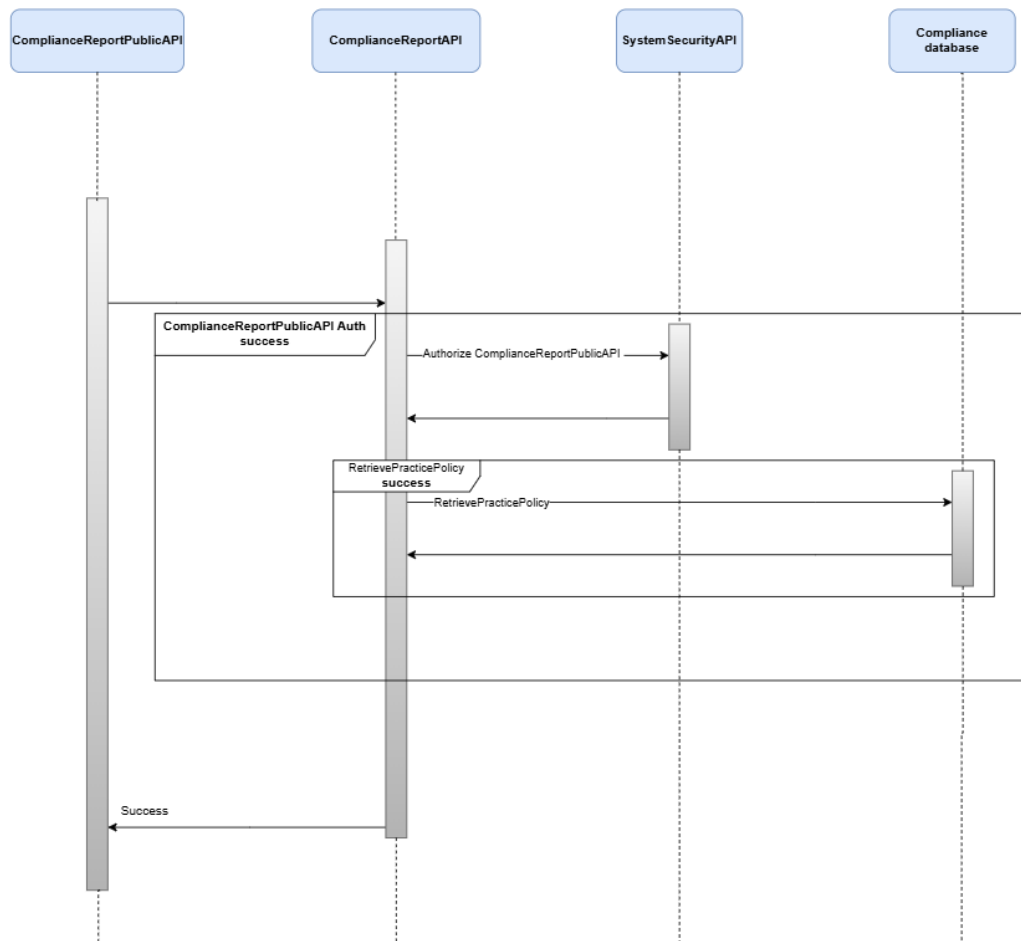 ComplianceReportPublicAPI
ComplianceReportAPI
SystemSecurityAPI
Compliance
database
ComplianceReportPublicAPI Auth
success
Authorize ComplianceReportPublicAPI
RetrievePracticePolicy
success
RetrievePracticePolicy
Success